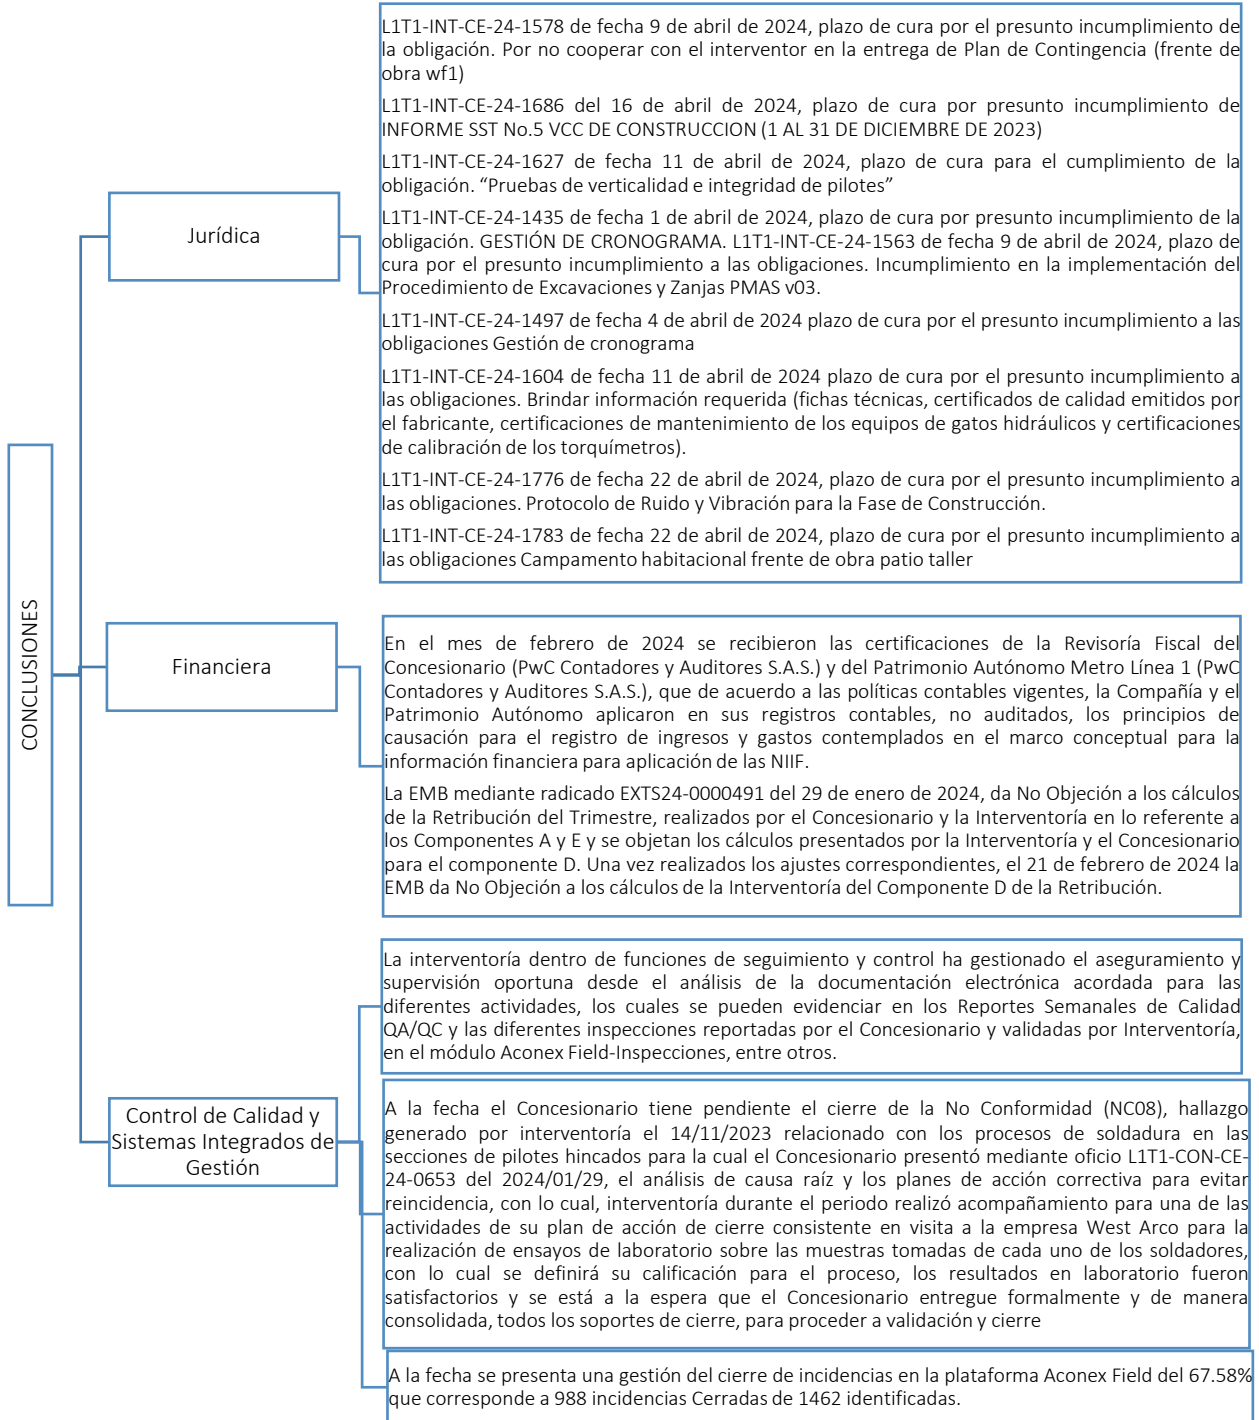 CONCLUSIONES
Jurídica
L1T1-INT-CE-24-1578 de fecha 9 de abril de 2024, plazo de cura por el presunto incumplimiento de
la obligación. Por no cooperar con el interventor en la entrega de Plan de Contingencia (frente de
obra wf1)
L1T1-INT-CE-24-1686 del 16 de abril de 2024, plazo de cura por presunto incumplimiento de
INFORME SST No.5 VCC DE CONSTRUCCION (1 AL 31 DE DICIEMBRE DE 2023)
L1T1-INT-CE-24-1627 de fecha 11 de abril de 2024, plazo de cura para el cumplimiento de la
obligación. “Pruebas de verticalidad e integridad de pilotes”
L1T1-INT-CE-24-1435 de fecha 1 de abril de 2024, plazo de cura por presunto incumplimiento de la
obligación. GESTIÓN DE CRONOGRAMA. L1T1-INT-CE-24-1563 de fecha 9 de abril de 2024, plazo de
cura por el presunto incumplimiento a las obligaciones. Incumplimiento en la implementación del
Procedimiento de Excavaciones y Zanjas PMAS v03.
L1T1-INT-CE-24-1497 de fecha 4 de abril de 2024 plazo de cura por el presunto incumplimiento a las
obligaciones Gestión de cronograma
L1T1-INT-CE-24-1604 de fecha 11 de abril de 2024 plazo de cura por el presunto incumplimiento a
las obligaciones. Brindar información requerida (fichas técnicas, certificados de calidad emitidos por
el fabricante, certificaciones de mantenimiento de los equipos de gatos hidráulicos y certificaciones
de calibración de los torquímetros).
L1T1-INT-CE-24-1776 de fecha 22 de abril de 2024, plazo de cura por el presunto incumplimiento a
las obligaciones. Protocolo de Ruido y Vibración para la Fase de Construcción.
L1T1-INT-CE-24-1783 de fecha 22 de abril de 2024, plazo de cura por el presunto incumplimiento a
las obligaciones Campamento habitacional frente de obra patio taller
Financiera
En el mes de febrero de 2024 se recibieron las certificaciones de la Revisoría Fiscal del
Concesionario (PwC Contadores y Auditores S.A.S.) y del Patrimonio Autónomo Metro Línea 1 (PwC
Contadores y Auditores S.A.S.), que de acuerdo a las políticas contables vigentes, la Compañía y el
Patrimonio Autónomo aplicaron en sus registros contables, no auditados, los principios de
causación para el registro de ingresos y gastos contemplados en el marco conceptual para la
información financiera para aplicación de las NIIF.
La EMB mediante radicado EXTS24-0000491 del 29 de enero de 2024, da No Objeción a los cálculos
de la Retribución del Trimestre, realizados por el Concesionario y la Interventoría en lo referente a
los Componentes A y E y se objetan los cálculos presentados por la Interventoría y el Concesionario
para el componente D. Una vez realizados los ajustes correspondientes, el 21 de febrero de 2024 la
EMB da No Objeción a los cálculos de la Interventoría del Componente D de la Retribución.
Control de Calidad y
Sistemas Integrados de
Gestión
La interventoría dentro de funciones de seguimiento y control ha gestionado el aseguramiento y
supervisión oportuna desde el análisis de la documentación electrónica acordada para las
diferentes actividades, los cuales se pueden evidenciar en los Reportes Semanales de Calidad
QA/QC y las diferentes inspecciones reportadas por el Concesionario y validadas por Interventoría,
en el módulo Aconex Field-Inspecciones, entre otros.
A la fecha el Concesionario tiene pendiente el cierre de la No Conformidad (NC08), hallazgo
generado por interventoría el 14/11/2023 relacionado con los procesos de soldadura en las
secciones de pilotes hincados para la cual el Concesionario presentó mediante oficio L1T1-CON-CE-
24-0653 del 2024/01/29, el análisis de causa raíz y los planes de acción correctiva para evitar
reincidencia, con lo cual, interventoría durante el periodo realizó acompañamiento para una de las
actividades de su plan de acción de cierre consistente en visita a la empresa West Arco para la
realización de ensayos de laboratorio sobre las muestras tomadas de cada uno de los soldadores,
con lo cual se definirá su calificación para el proceso, los resultados en laboratorio fueron
satisfactorios y se está a la espera que el Concesionario entregue formalmente y de manera
consolidada, todos los soportes de cierre, para proceder a validación y cierre
A la fecha se presenta una gestión del cierre de incidencias en la plataforma Aconex Field del 67.58%
que corresponde a 988 incidencias Cerradas de 1462 identificadas.